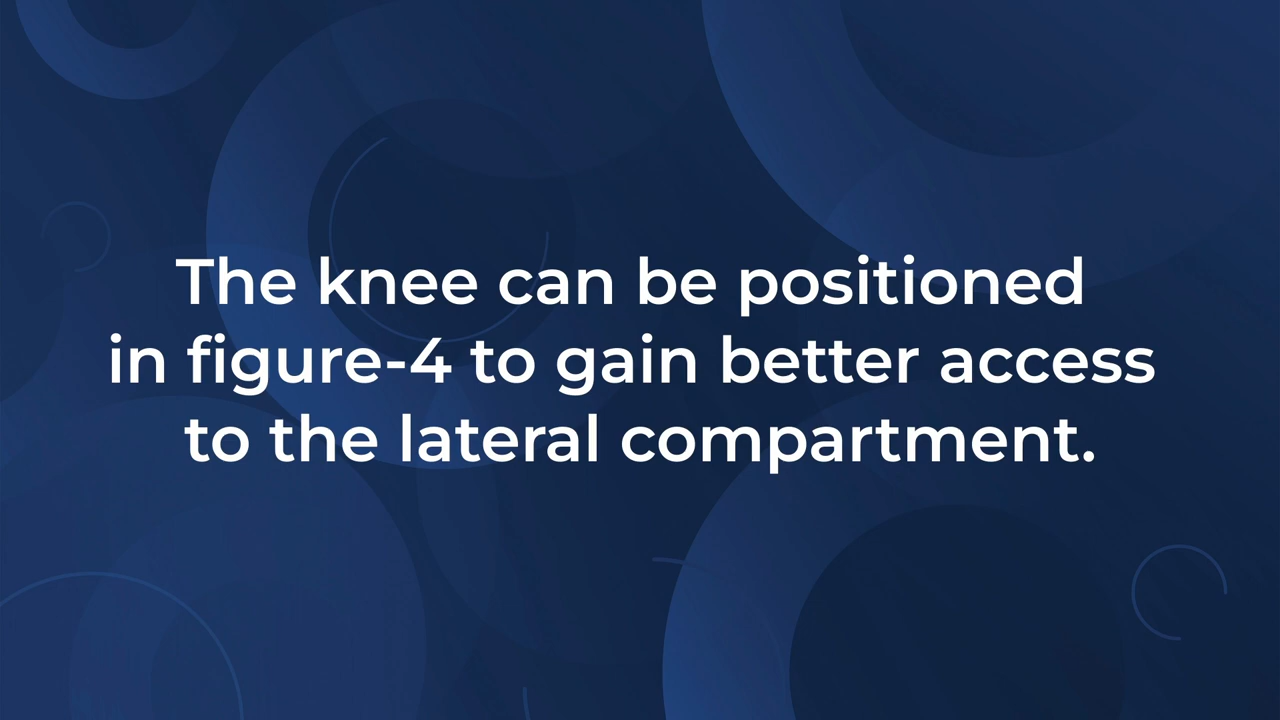 The knee can be positioned
in figure-4 to gain better access
to the lateral compartment.